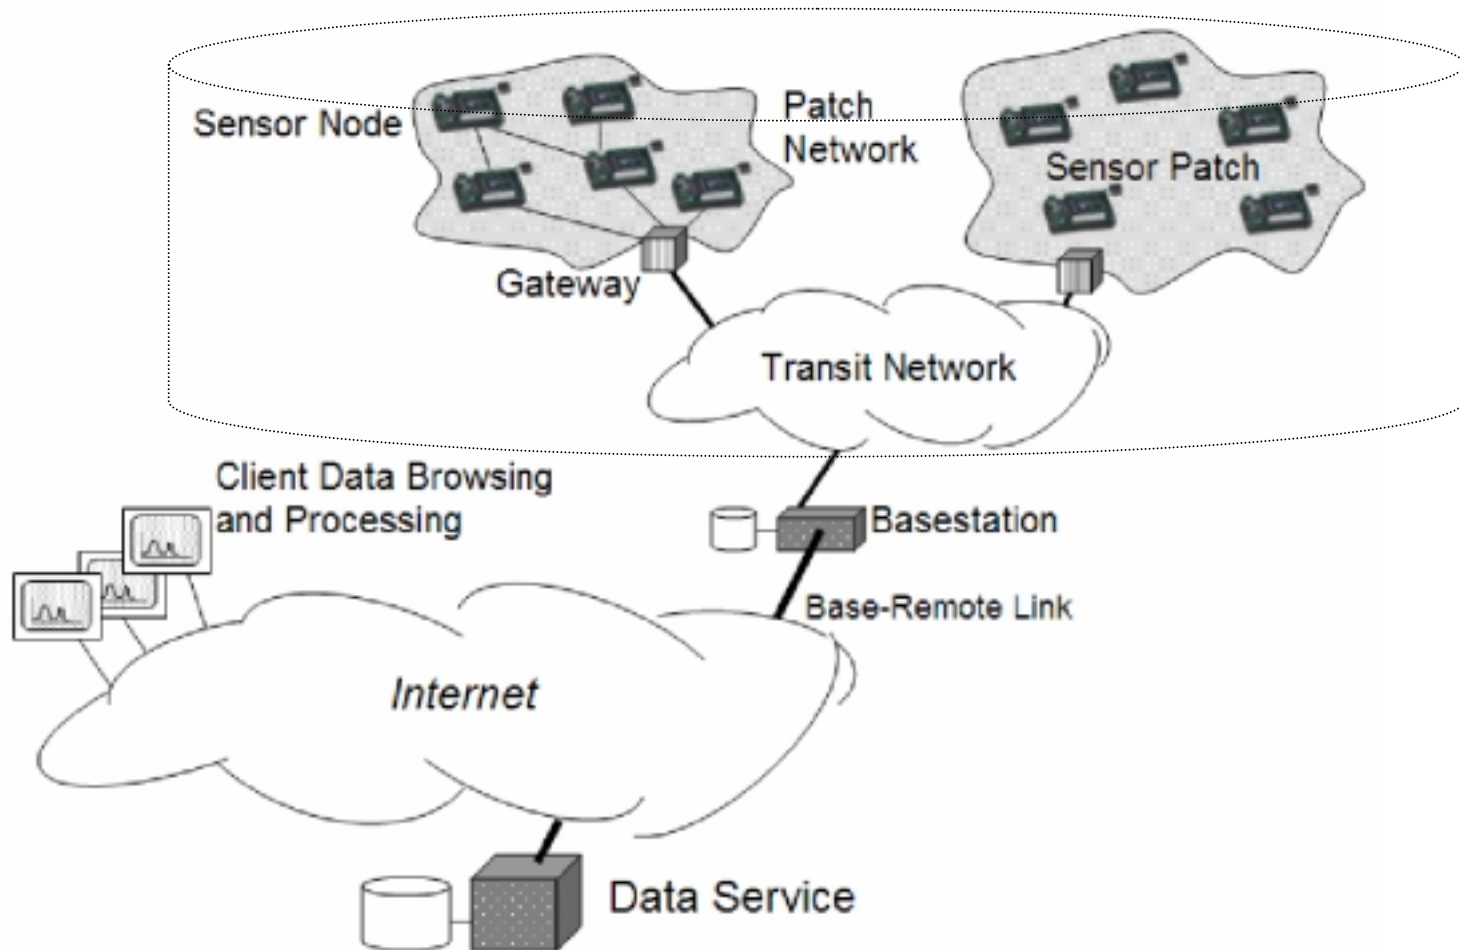 Sensor Node
Patch
Network
Sensor Patch
Gateway
Transit Network
Client Data Browsing
and Processing
Basestation
Base-Remote Link
Internet
Data Service